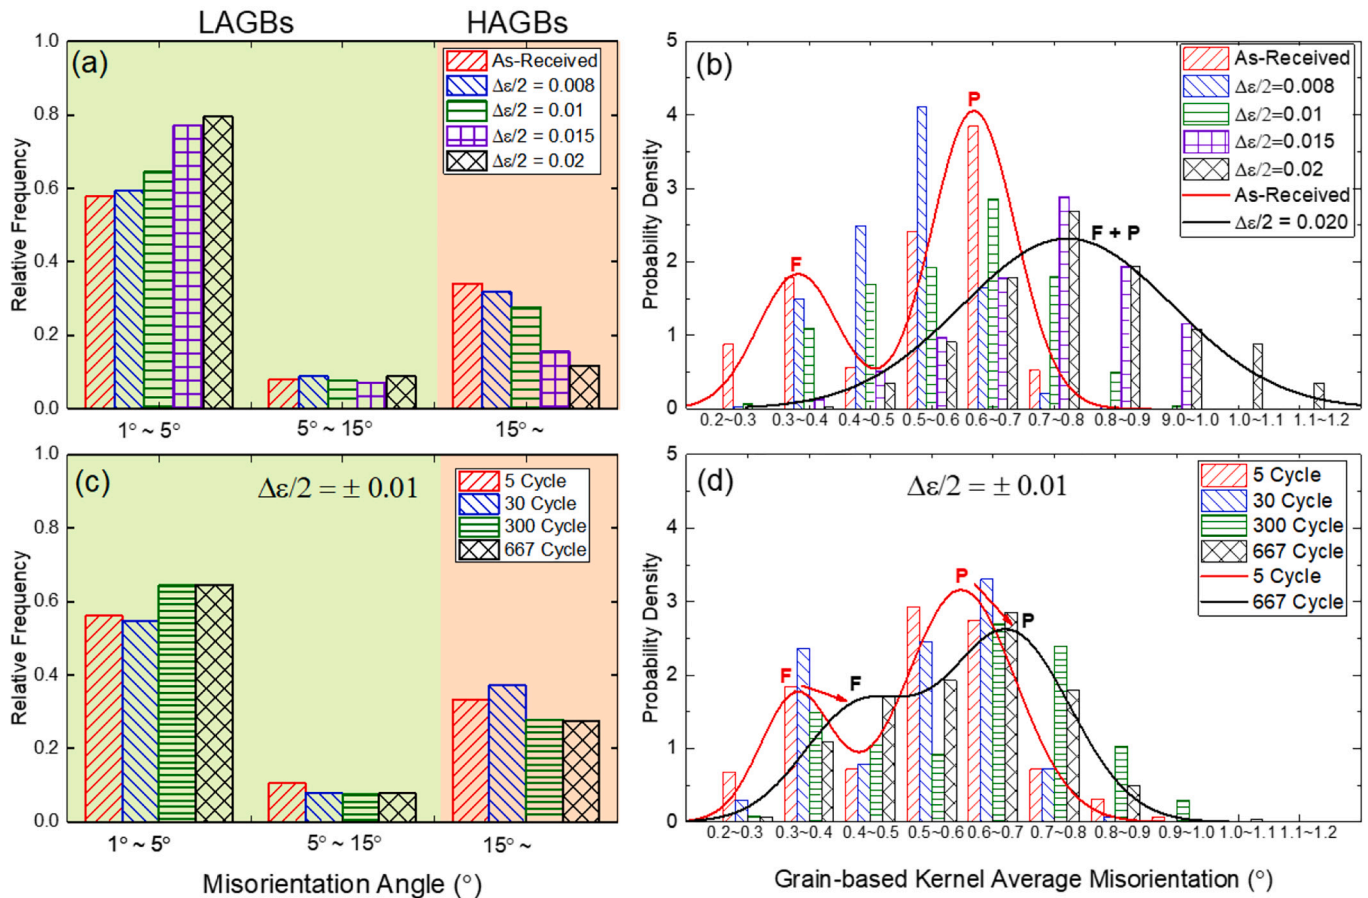 LAGBs HAGBs
(a)
1.0
0.8
0.6
0.4
0.2
0.0
Relative Frequency
As-Received
Δε/2 = 0.008
Δε/2 = 0.01
Δε/2 = 0.015
Δε/2 = 0.02
1° ~ 5° 5° ~ 15° 15° ~
(b)
5
4
3
2
1
0
Probability Density
As-Received
Δε/2=0.008
Δε/2=0.01
Δε/2=0.015
Δε/2=0.02
As-Received
Δε/2 = 0.020
F
P
F + P
0.2~0.3 0.3~0.4 0.4~0.5 0.5~0.6 0.6~0.7 0.7~0.8 0.8~0.9 0.9~1.0 1.0~1.1 1.1~1.2
(c)
Δε/2 = ± 0.01
1.0
0.8
0.6
0.4
0.2
0.0
Relative Frequency
5 Cycle
30 Cycle
300 Cycle
667 Cycle
1° ~ 5° 5° ~ 15° 15° ~
Misorientation Angle (°)
(d)
Δε/2 = ± 0.01
5
4
3
2
1
0
Probability Density
5 Cycle
30 Cycle
300 Cycle
667 Cycle
5 Cycle
667 Cycle
F
F
P
P
0.2~0.3 0.3~0.4 0.4~0.5 0.5~0.6 0.6~0.7 0.7~0.8 0.8~0.9 0.9~1.0 1.0~1.1 1.1~1.2
Grain-based Kernel Average Misorientation (°)